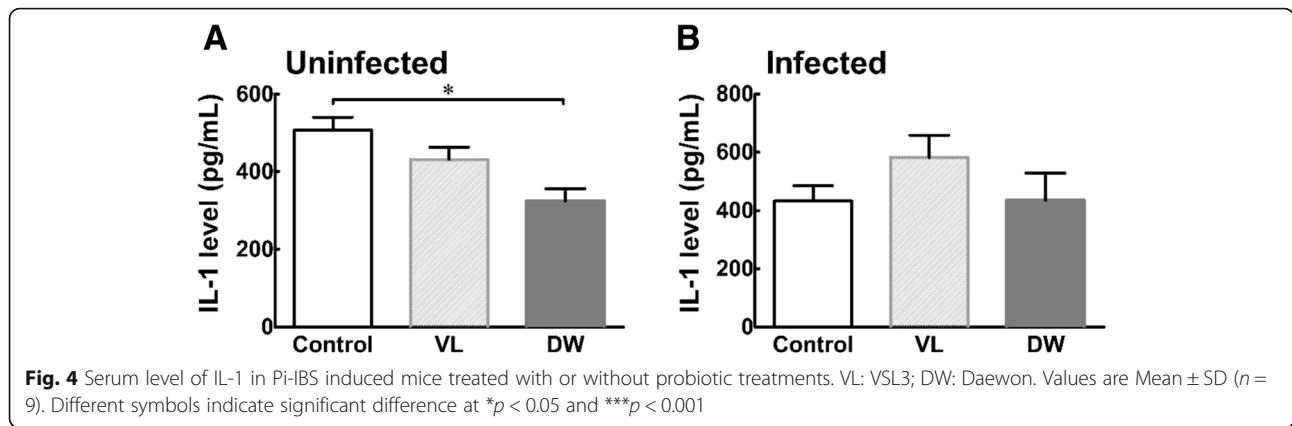 A
Uninfected
IL-1 level (pg/mL)
600
400
200
0
*
Control VL DW
B
Infected
IL-1 level (pg/mL)
800
600
400
200
0
Control VL DW
Fig. 4 Serum level of IL-1 in Pi-IBS induced mice treated with or without probiotic treatments. VL: VSL3; DW: Daewon. Values are Mean ± SD (n =
9). Different symbols indicate significant difference at *p < 0.05 and ***p < 0.001